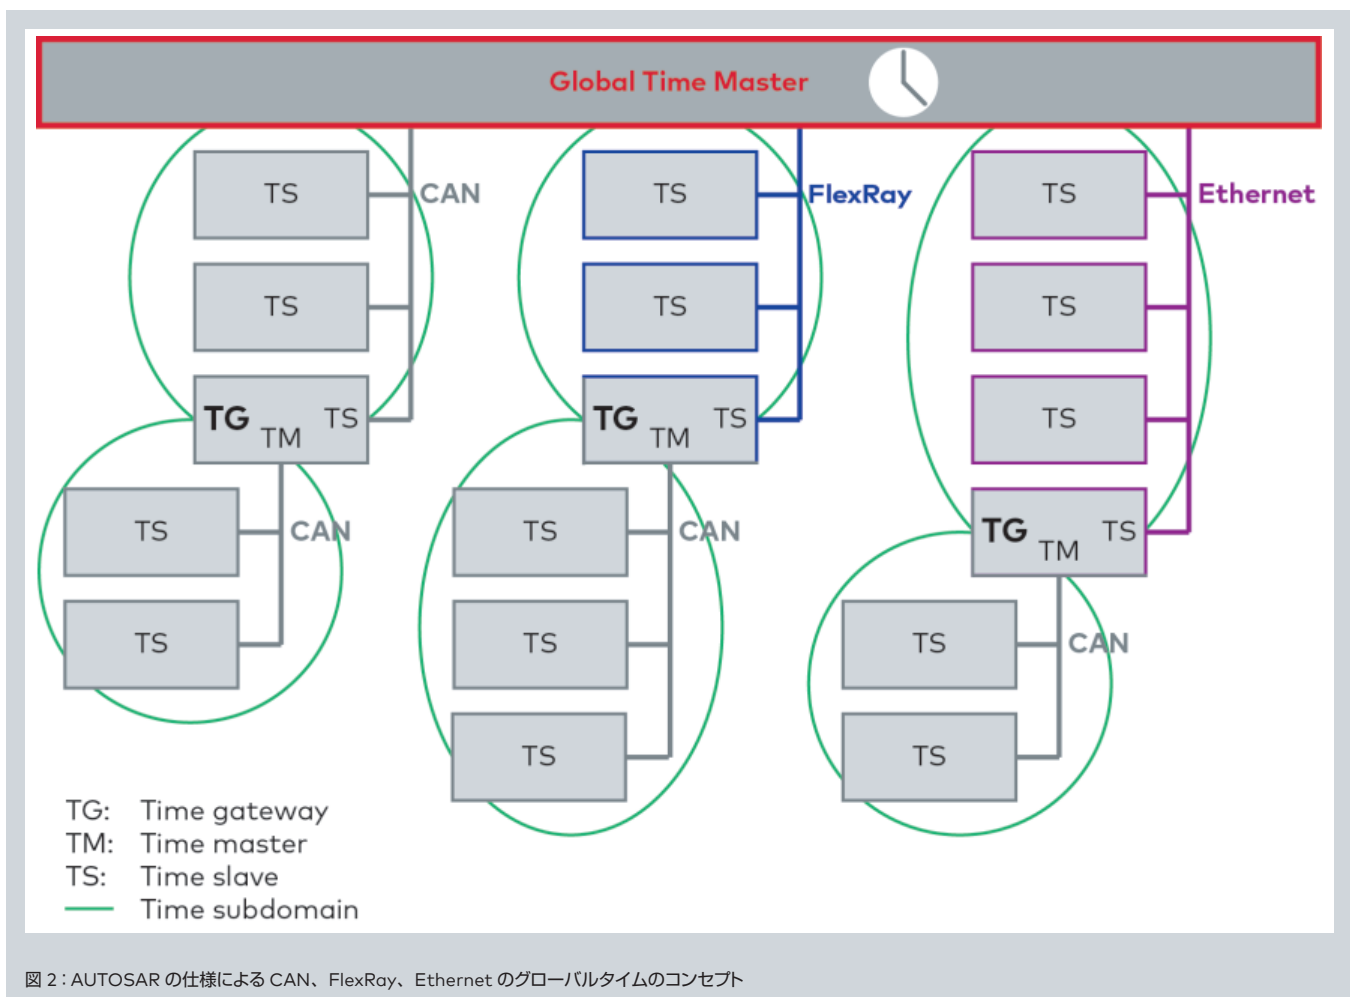 Global Time Master
TS
CAN
TS
TG TM TS
CAN
TS
TS
TS
FlexRay
TS
TG TM TS
CAN
TS
TS
TS
TS
Ethernet
TS
TS
TG TM TS
CAN
TS
TS
TG: Time gateway
TM: Time master
TS: Time slave
Time subdomain
図 2：AUTOSAR の仕様による CAN、FlexRay、Ethernet のグローバルタイムのコンセプト